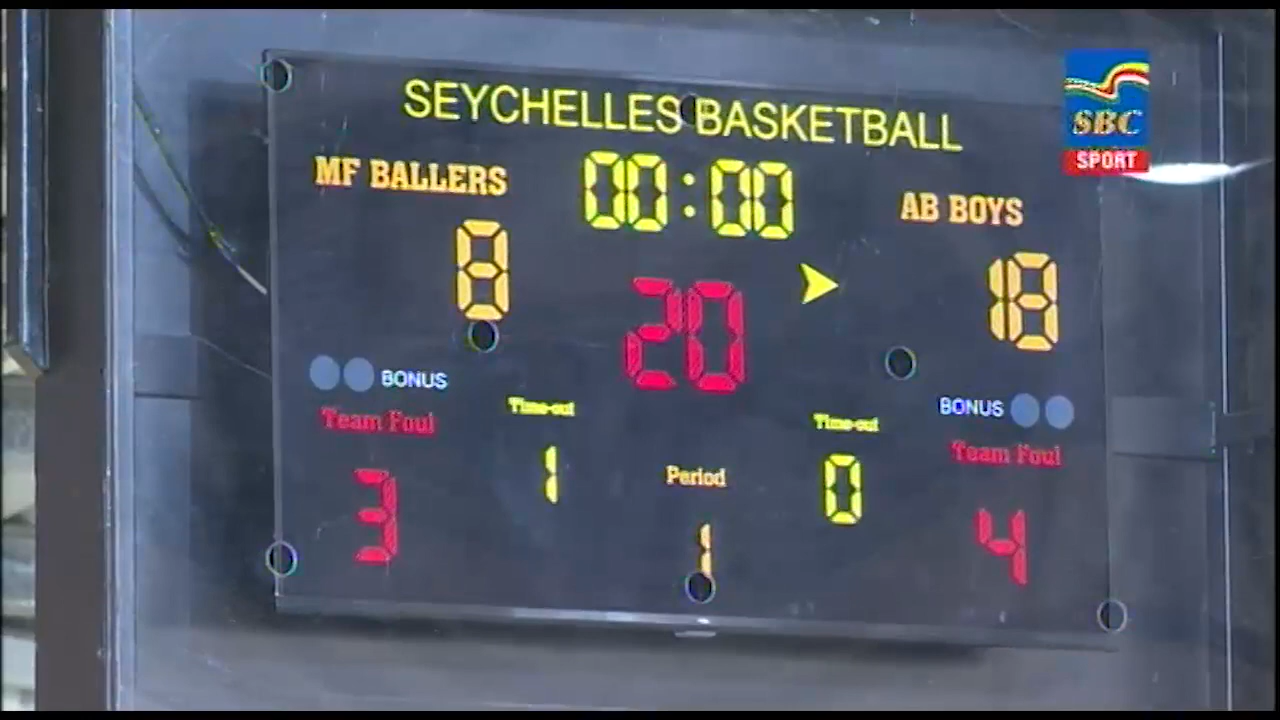 SEYCHELLES BASKETBALL
SBC
SPORT
MF BALLERS
00:00
AB BOYS
8
20
18
BONUS
BONUS
Time-out
Time-out
Team Foul
Team Foul
1
Period
0
3
1
4